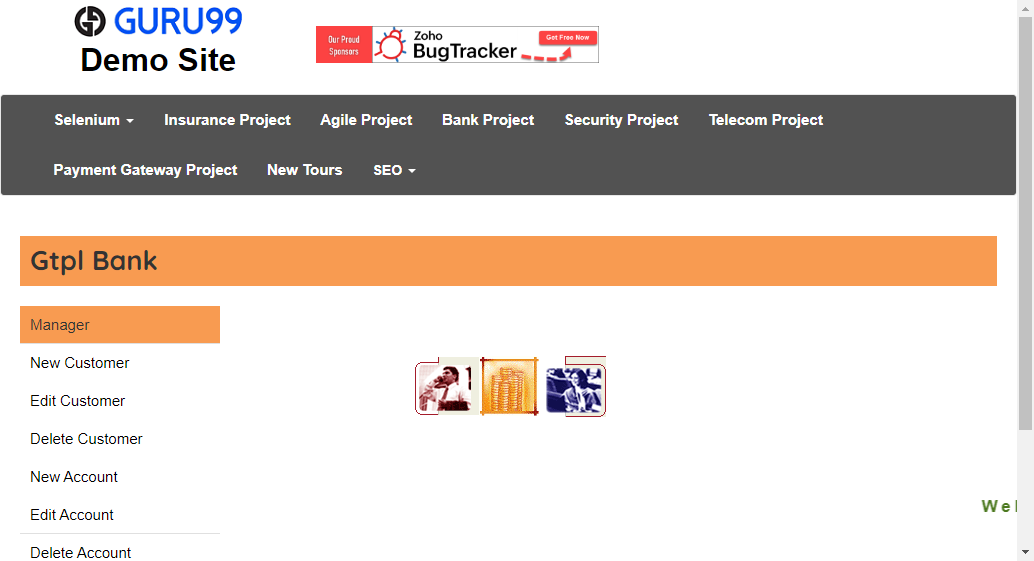 GURU99
Demo Site
Our Proud
Sponsors
Zoho
BugTracker
Get Free Now
Selenium
Insurance Project
Agile Project
Bank Project
Security Project
Telecom Project
Payment Gateway Project
New Tours
SEO
Gtpl Bank
Manager
New Customer
Edit Customer
Delete Customer
New Account
Edit Account
Wel
Delete Account